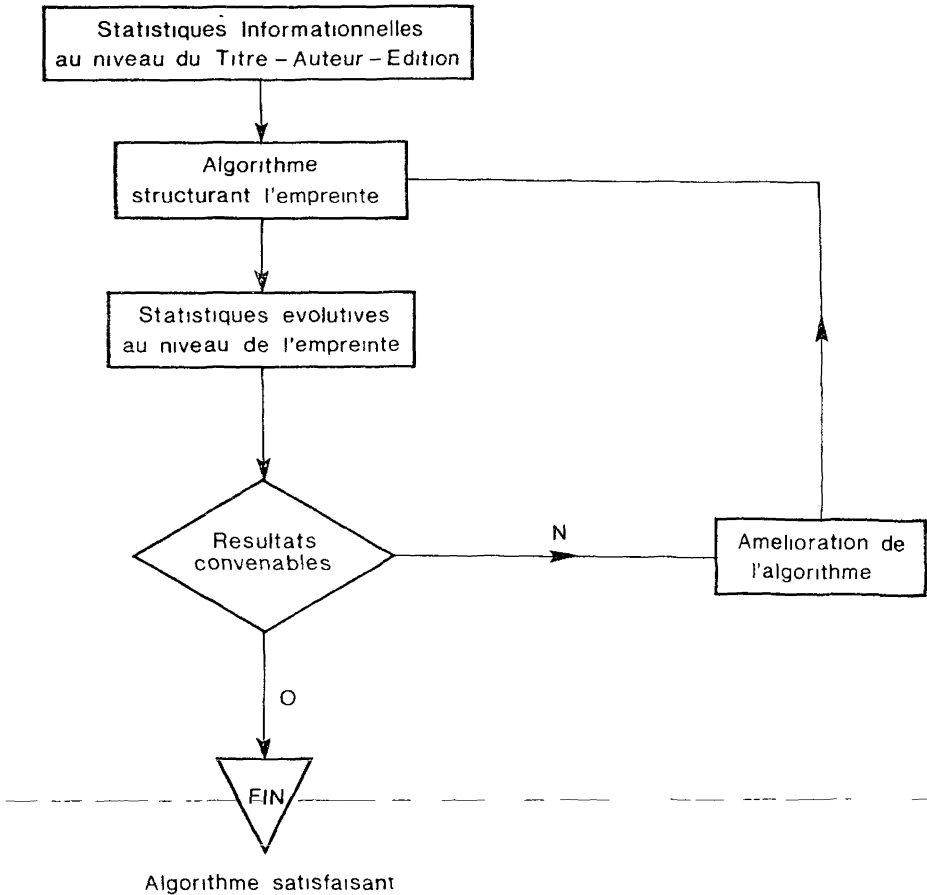 Statistiques Informationnelles
au niveau du Titre – Auteur – Edition
Algorithme
structurant l'empreinte
Statistiques evolutives
au niveau de l'empreinte
Resultats
convenables
N
Amelioration de
l'algorithme
O
FIN
Algorithme satisfaisant